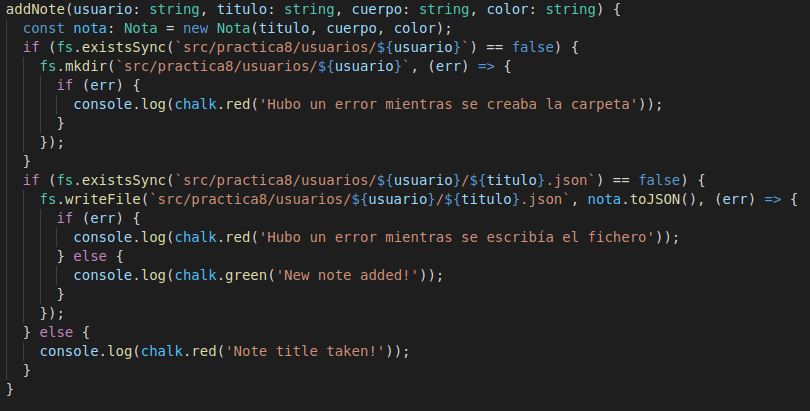 addNote(usuario: string, titulo: string, cuerpo: string, color: string) {
  const nota: Nota = new Nota(titulo, cuerpo, color);
  if (fs.existsSync(`src/practica8/usuarios/${usuario}`) == false) {
    fs.mkdir(`src/practica8/usuarios/${usuario}`, (err) => {
      if (err) {
        console.log(chalk.red('Hubo un error mientras se creaba la carpeta'));
      }
    });
  }
  if (fs.existsSync(`src/practica8/usuarios/${usuario}/${titulo}.json`) == false) {
    fs.writeFile(`src/practica8/usuarios/${usuario}/${titulo}.json`, nota.toJSON(), (err) => {
      if (err) {
        console.log(chalk.red('Hubo un error mientras se escribía el fichero'));
      } else {
        console.log(chalk.green('New note added!'));
      }
    });
  } else {
    console.log(chalk.red('Note title taken!'));
  }
}